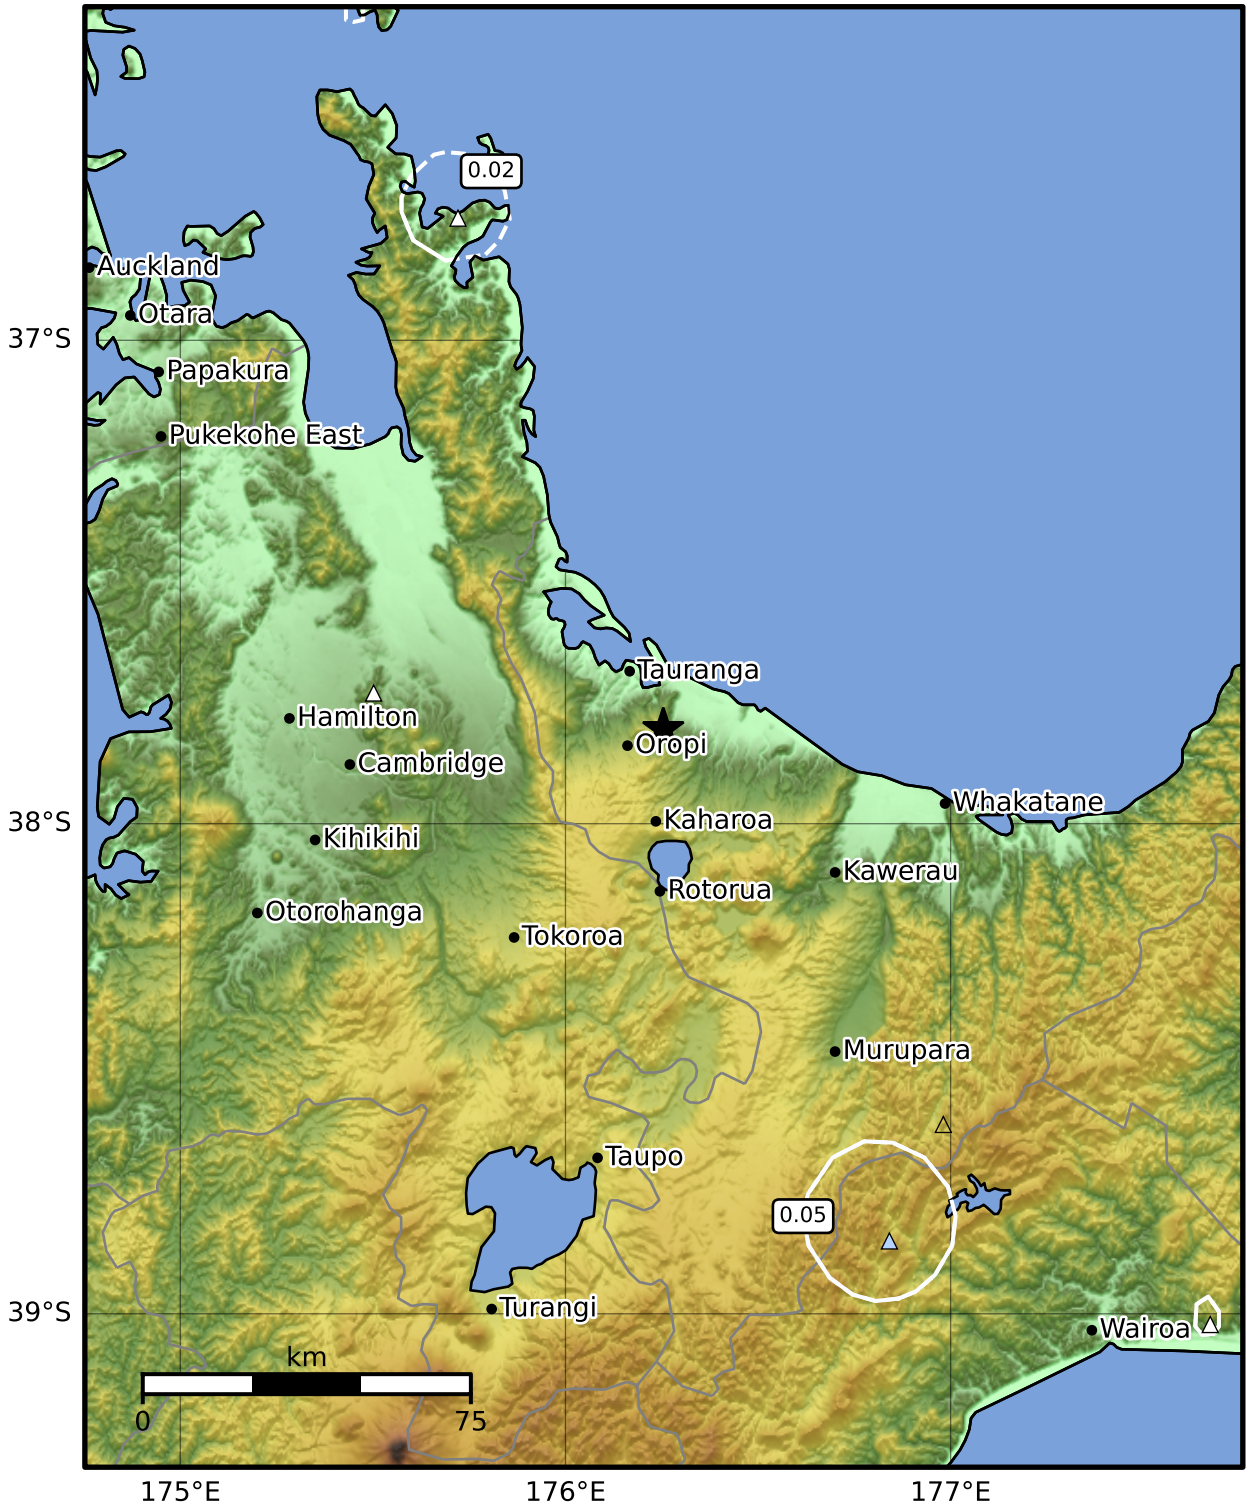 0.02
Auckland
Otara
37°S
Papakura
Pukekohe East
Tauranga
Hamilton
Oropi
Cambridge
Whakatane
38°S
Kaharoa
Kihikihi
Kawerau
Rotorua
Otorohanga
Tokoroa
Murupara
Taupo
0.05
39°S
Turangi
Wairoa
km
0 75
175°E 176°E 177°E